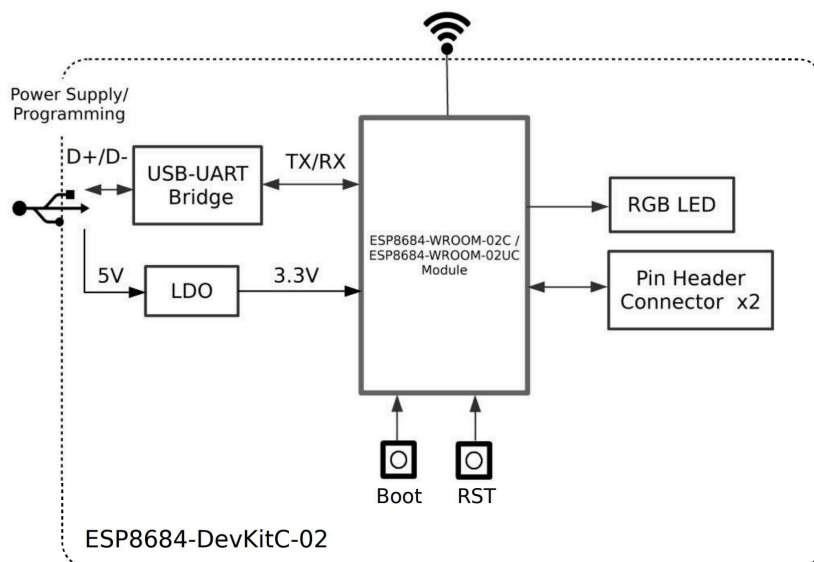 Power Supply/
Programming
D+/D-
USB-UART
Bridge
TX/RX
5V
LDO
3.3V
ESP8684-WROOM-02C /
ESP8684-WROOM-02UC
Module
RGB LED
Pin Header
Connector x2
Boot
RST
ESP8684-DevKitC-02